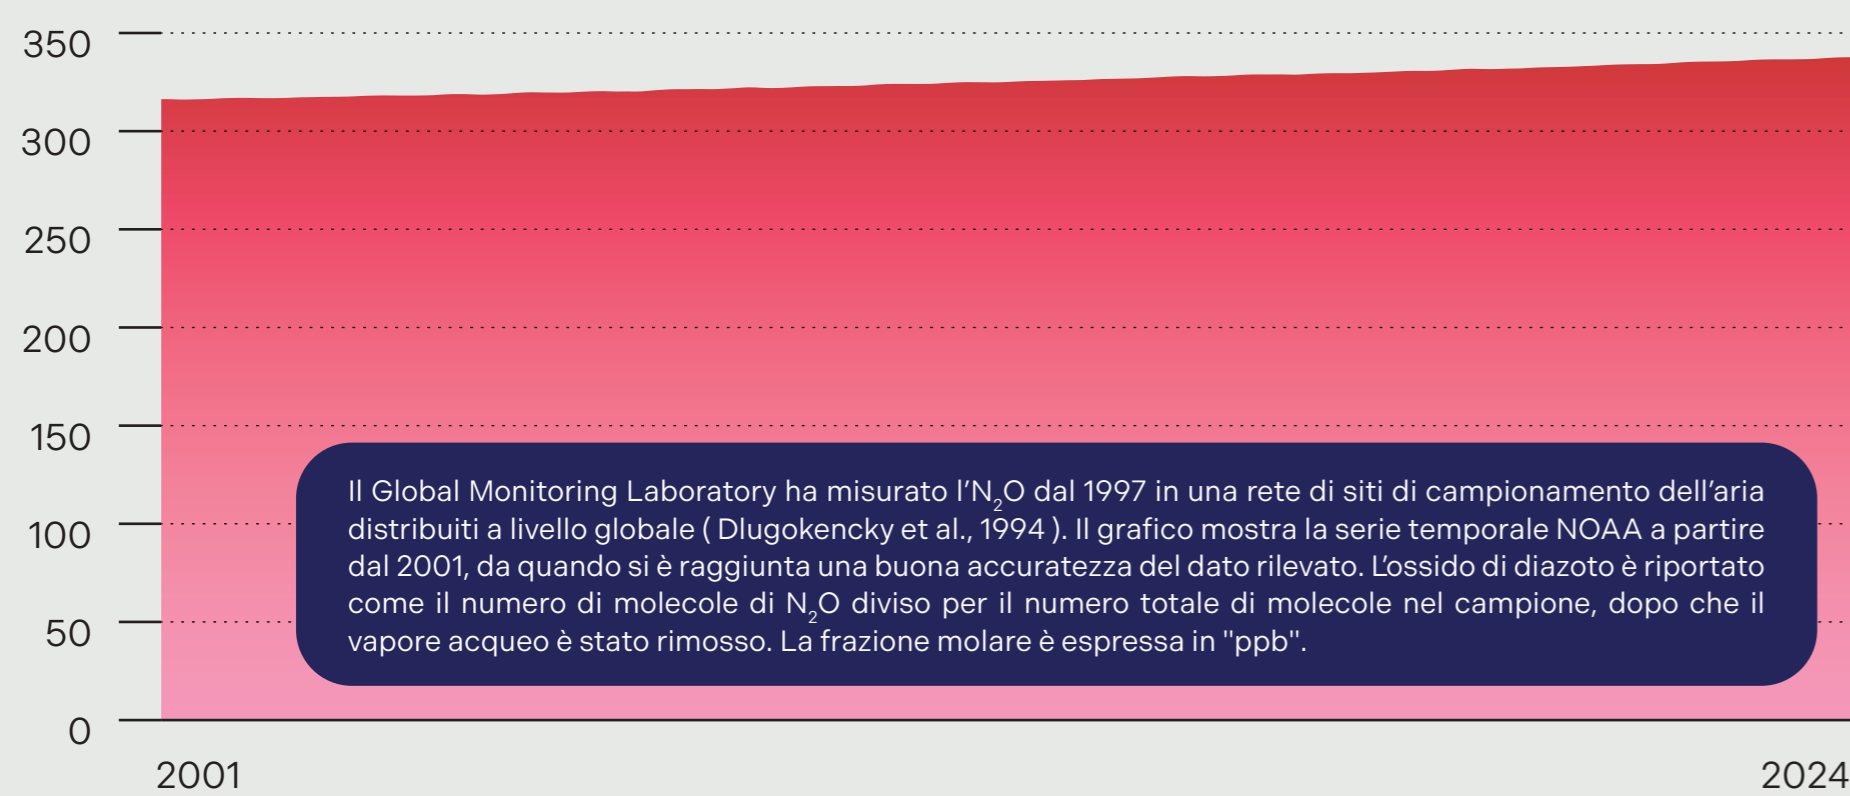 350
300
250
200
150
100
50
0
Il Global Monitoring Laboratory ha misurato l’N₂O dal 1997 in una rete di siti di campionamento dell’aria
distribuiti a livello globale ( Dlugokencky et al., 1994 ). Il grafico mostra la serie temporale NOAA a partire
dal 2001, da quando si è raggiunta una buona accuratezza del dato rilevato. L’ossido di diazoto è riportato
come il numero di molecole di N₂O diviso per il numero totale di molecole nel campione, dopo che il
vapore acqueo è stato rimosso. La frazione molare è espressa in "ppb".
2001
2024